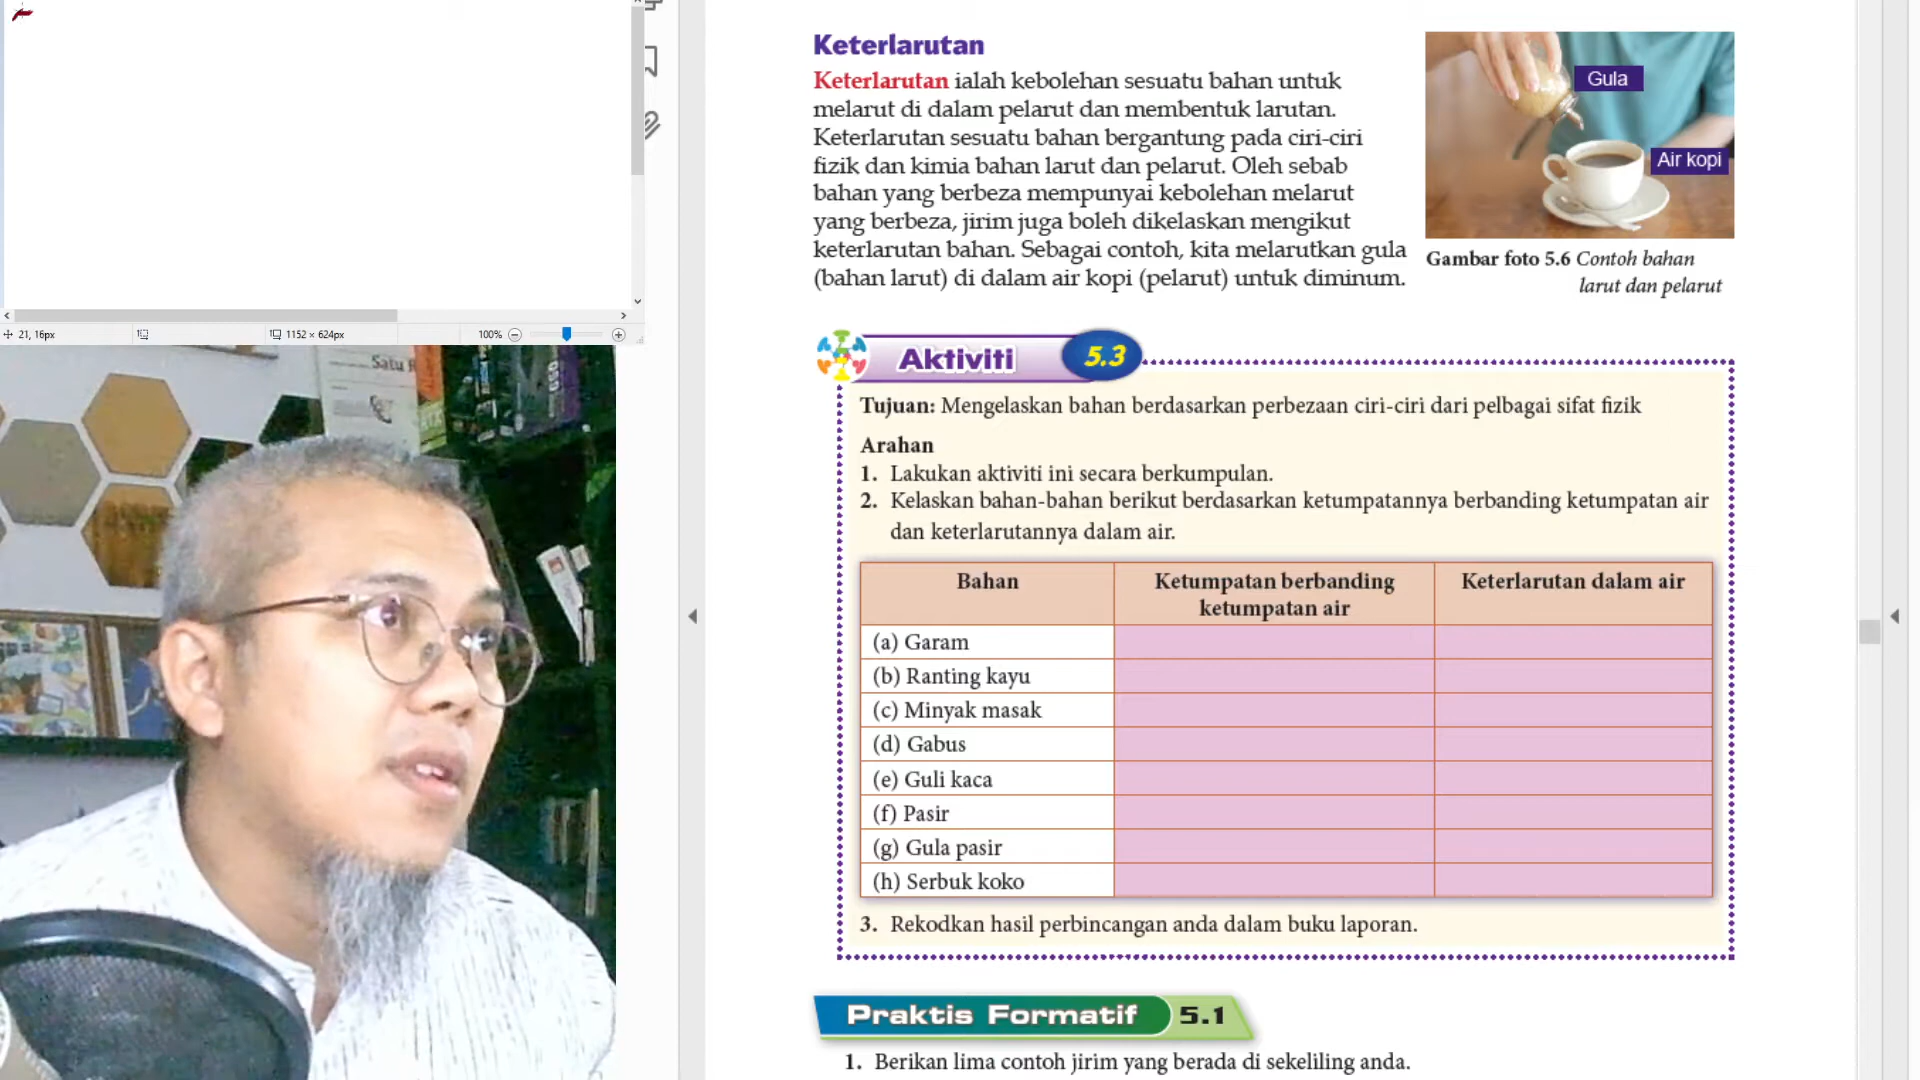 21, 16px
1152 × 624px
100%
Satu
Keterlarutan
Keterlarutan ialah kebolehan sesuatu bahan untuk
melarut di dalam pelarut dan membentuk larutan.
Keterlarutan sesuatu bahan bergantung pada ciri-ciri
fizik dan kimia bahan larut dan pelarut. Oleh sebab
bahan yang berbeza mempunyai kebolehan melarut
yang berbeza, jirim juga boleh dikelaskan mengikut
keterlarutan bahan. Sebagai contoh, kita melarutkan gula
(bahan larut) di dalam air kopi (pelarut) untuk diminum.
Gula
Air kopi
Gambar foto 5.6 Contoh bahan
larut dan pelarut
Aktiviti 5.3
Tujuan: Mengelaskan bahan berdasarkan perbezaan ciri-ciri dari pelbagai sifat fizik
Arahan
1. Lakukan aktiviti ini secara berkumpulan.
2. Kelaskan bahan-bahan berikut berdasarkan ketumpatannya berbanding ketumpatan air
dan keterlarutannya dalam air.
Bahan
Ketumpatan berbanding
ketumpatan air
Keterlarutan dalam air
(a) Garam
(b) Ranting kayu
(c) Minyak masak
(d) Gabus
(e) Guli kaca
(f) Pasir
(g) Gula pasir
(h) Serbuk koko
3. Rekodkan hasil perbincangan anda dalam buku laporan.
Praktis Formatif 5.1
1. Berikan lima contoh jirim yang berada di sekeliling anda.